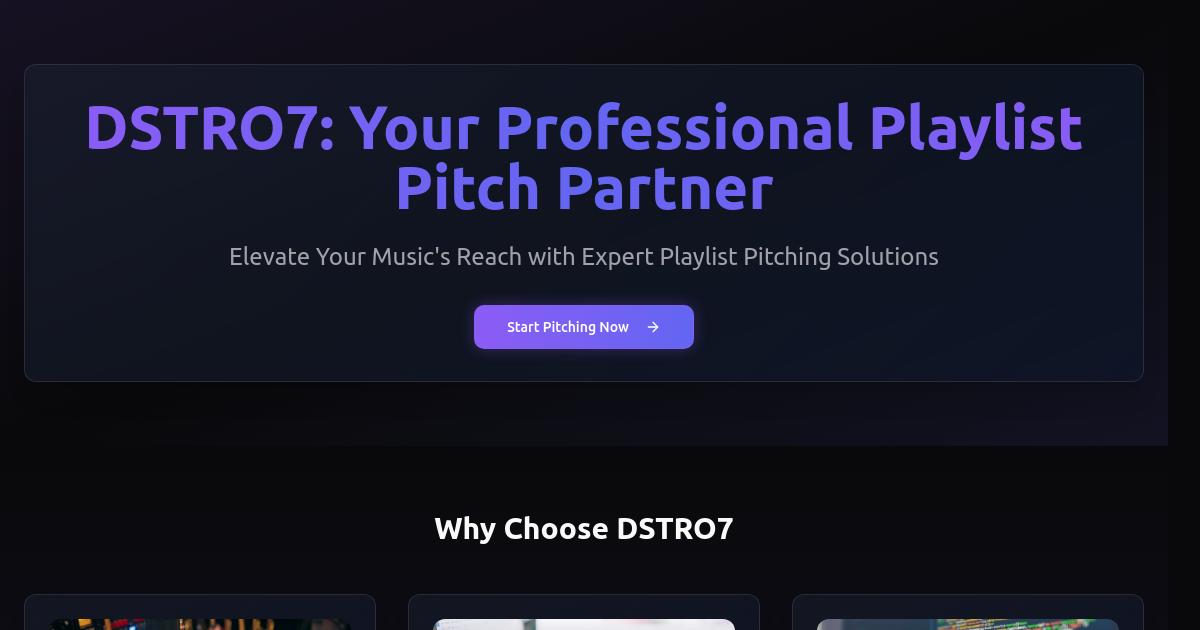 DSTRO7: Your Professional Playlist
Pitch Partner
Elevate Your Music's Reach with Expert Playlist Pitching Solutions
Start Pitching Now
Why Choose DSTRO7